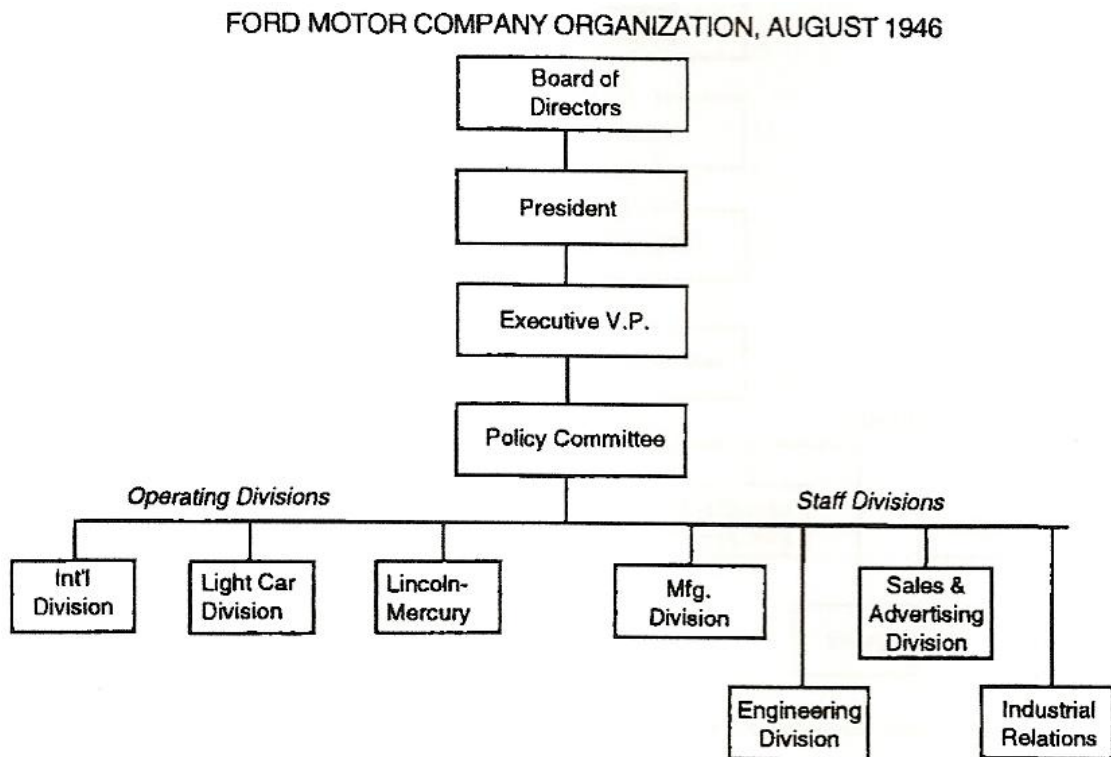 FORD MOTOR COMPANY ORGANIZATION, AUGUST 1946
Board of
Directors
President
Executive V.P.
Policy Committee
Operating Divisions
Staff Divisions
Int'l
Division
Light Car
Division
Lincoln-
Mercury
Mfg.
Division
Sales &
Advertising
Division
Engineering
Division
Industrial
Relations